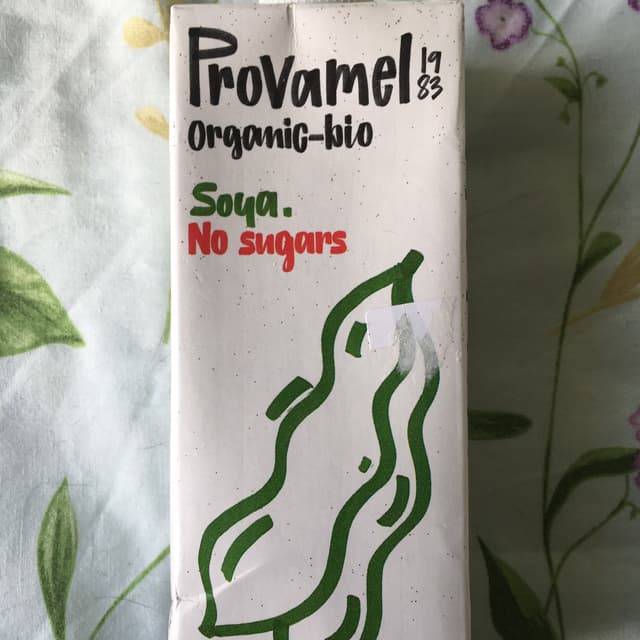 Provamel 19
83
organic-bio
Soya.
No sugars